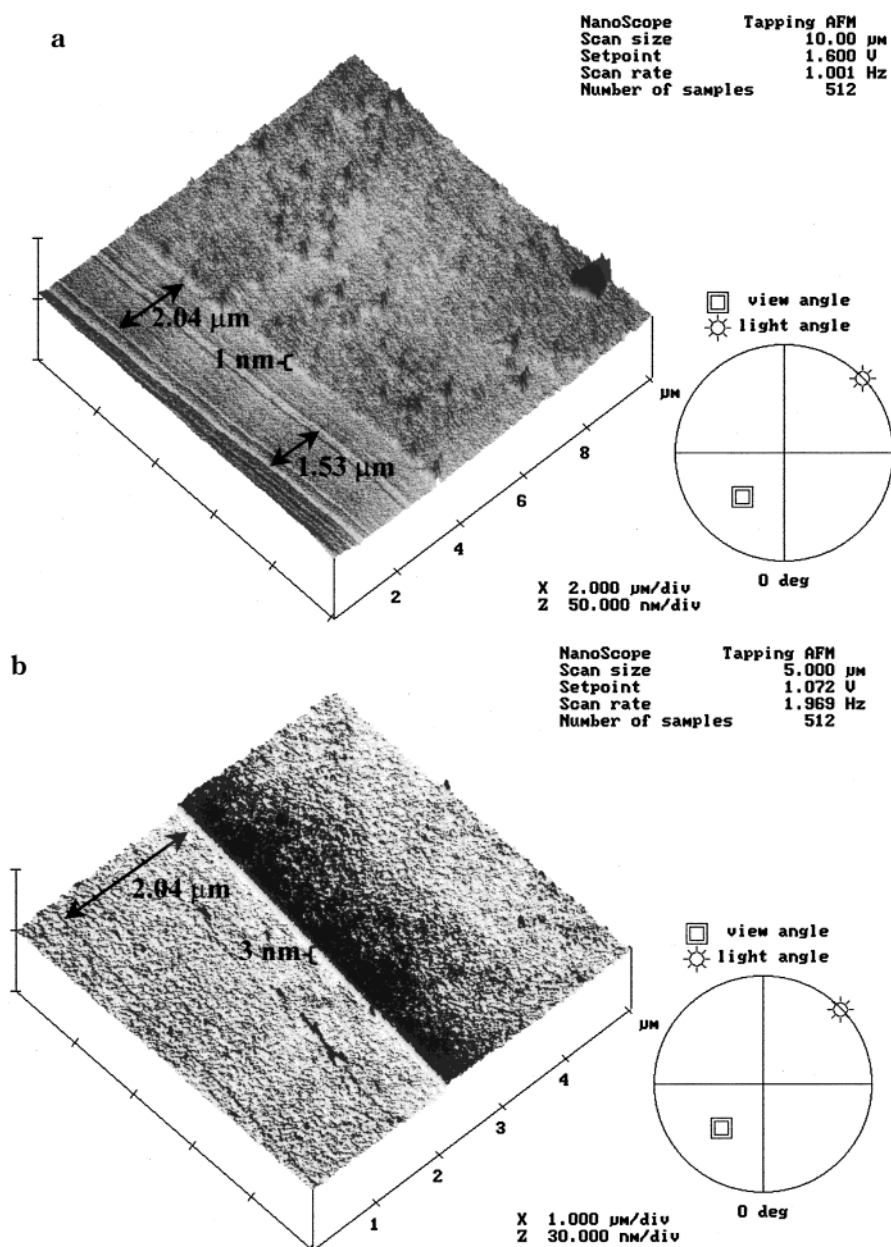 a
NanoScope Tapping AFM
Scan size 10.00 µm
Setpoint 1.600 V
Scan rate 1.001 Hz
Number of samples 512
2.04 µm
1 nm
1.53 µm
view angle
light angle
µM
8
6
4
2
0 deg
X 2.000 µm/div
Z 50.000 nm/div
b
NanoScope Tapping AFM
Scan size 5.000 µm
Setpoint 1.072 V
Scan rate 1.969 Hz
Number of samples 512
2.04 µm
3 nm
view angle
light angle
µM
4
3
2
1
0 deg
X 1.000 µm/div
Z 30.000 nm/div